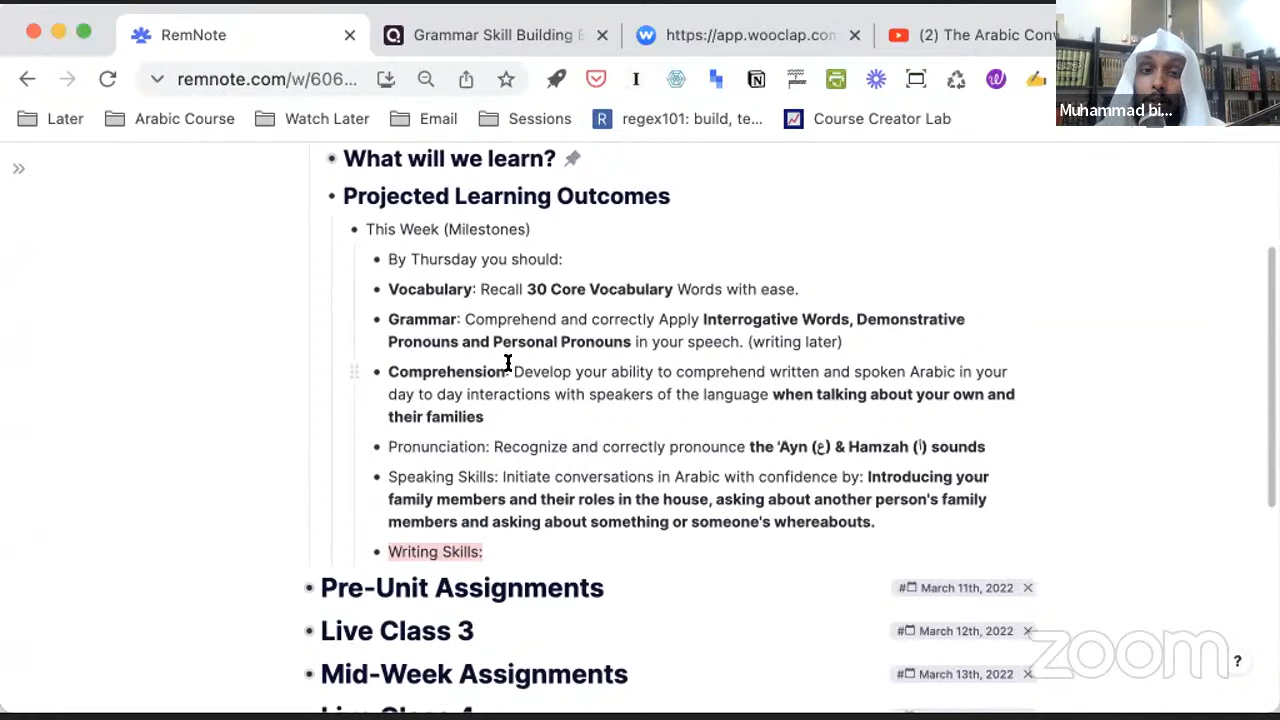 RemNote
Grammar Skill Building E
https://app.wooclap.con
(2) The Arabic Conv
remnote.com/w/606...
Later
Arabic Course
Watch Later
Email
Sessions
regex101: build, te...
Course Creator Lab
Muhammad bi...
What will we learn?
Projected Learning Outcomes
This Week (Milestones)
By Thursday you should:
Vocabulary: Recall 30 Core Vocabulary Words with ease.
Grammar: Comprehend and correctly Apply Interrogative Words, Demonstrative
Pronouns and Personal Pronouns in your speech. (writing later)
Comprehension: Develop your ability to comprehend written and spoken Arabic in your
day to day interactions with speakers of the language when talking about your own and
their families
Pronunciation: Recognize and correctly pronounce the 'Ayn (ع) & Hamzah (أ) sounds
Speaking Skills: Initiate conversations in Arabic with confidence by: Introducing your
family members and their roles in the house, asking about another person's family
members and asking about something or someone's whereabouts.
Writing Skills:
Pre-Unit Assignments
# March 11th, 2022
Live Class 3
# March 12th, 2022
Mid-Week Assignments
# March 13th, 2022
zoom
?